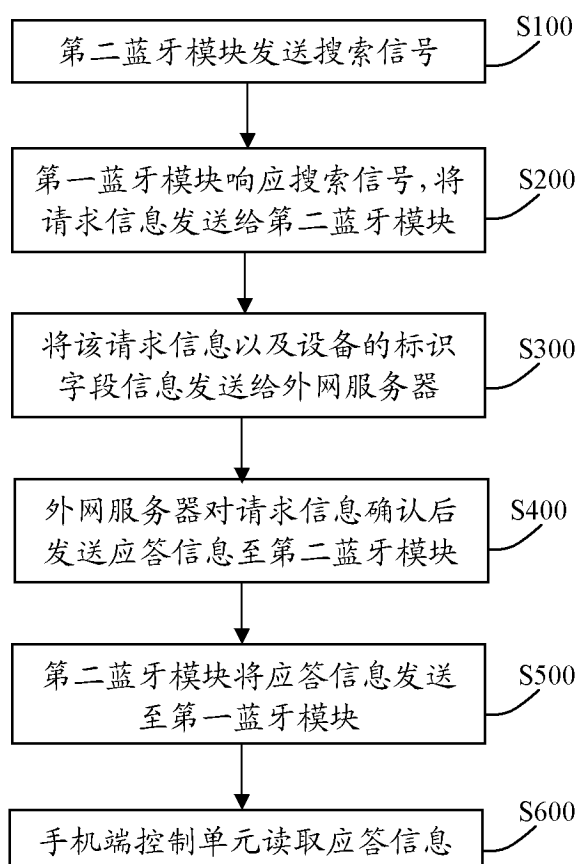 S100
第二蓝牙模块发送搜索信号
S200
第一蓝牙模块响应搜索信号,将
请求信息发送给第二蓝牙模块
S300
将该请求信息以及设备的标识
字段信息发送给外网服务器
S400
外网服务器对请求信息确认后
发送应答信息至第二蓝牙模块
S500
第二蓝牙模块将应答信息发送
至第一蓝牙模块
S600
手机端控制单元读取应答信息